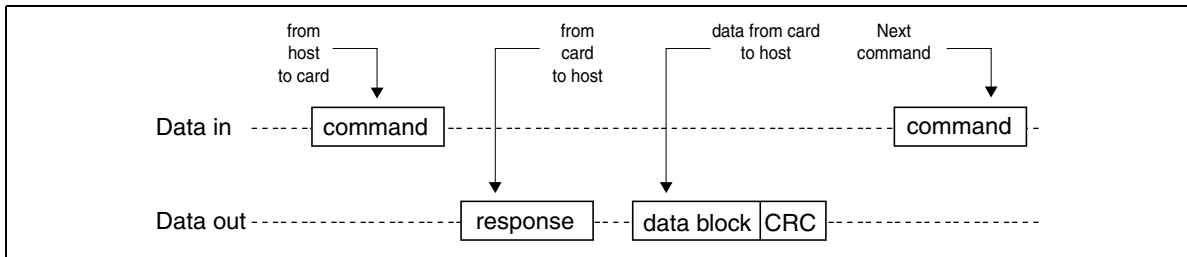 from
host
to card
from
card
to host
data from card
to host
Next
command
Data in
command
command
Data out
response
data block
CRC